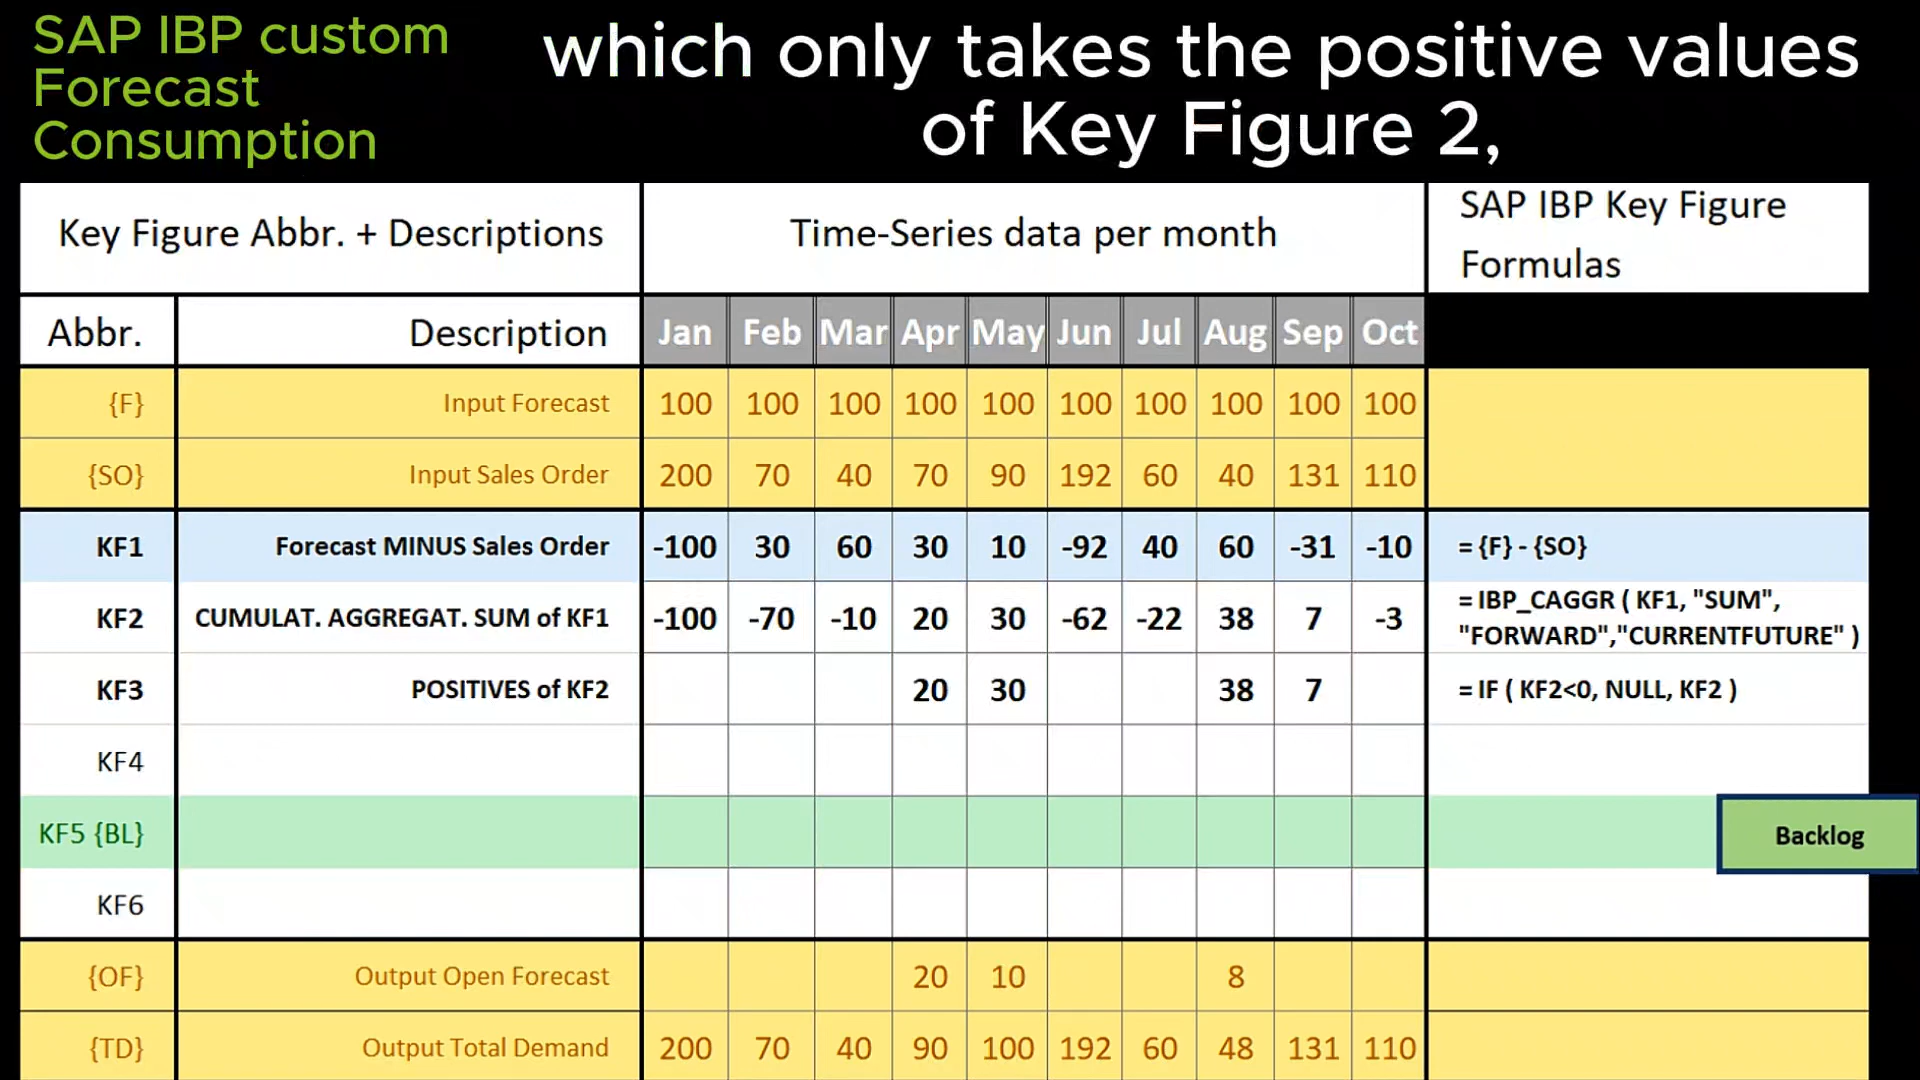 SAP IBP custom
Forecast
Consumption
which only takes the positive values
of Key Figure 2,
Key Figure Abbr. + Descriptions
Time-Series data per month
SAP IBP Key Figure
Formulas
Abbr. Description Jan Feb Mar Apr May Jun Jul Aug Sep Oct
{F} Input Forecast 100 100 100 100 100 100 100 100 100 100
{SO} Input Sales Order 200 70 40 70 90 192 60 40 131 110
KF1 Forecast MINUS Sales Order -100 30 60 30 10 -92 40 60 -31 -10 = {F} - {SO}
KF2 CUMULAT. AGGREGAT. SUM of KF1 -100 -70 -10 20 30 -62 -22 38 7 -3 = IBP_CAGGR ( KF1, "SUM",
"FORWARD","CURRENTFUTURE" )
KF3 POSITIVES of KF2 20 30 38 7 = IF ( KF2<0, NULL, KF2 )
KF4
KF5 {BL} Backlog
KF6
{OF} Output Open Forecast 20 10 8
{TD} Output Total Demand 200 70 40 90 100 192 60 48 131 110